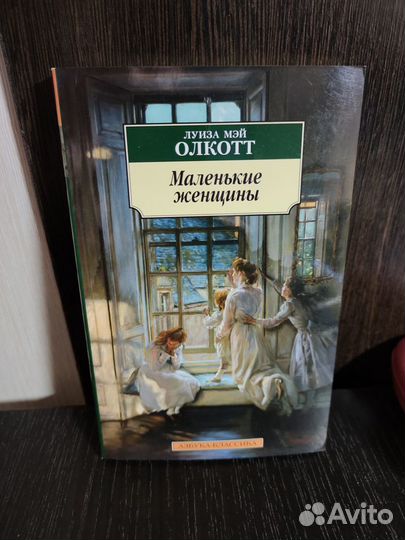 ЛУИЗА МЭЙ
ОЛКОТТ
Маленькие
женщины
АЗБУКА-КЛАССИКА
Avito